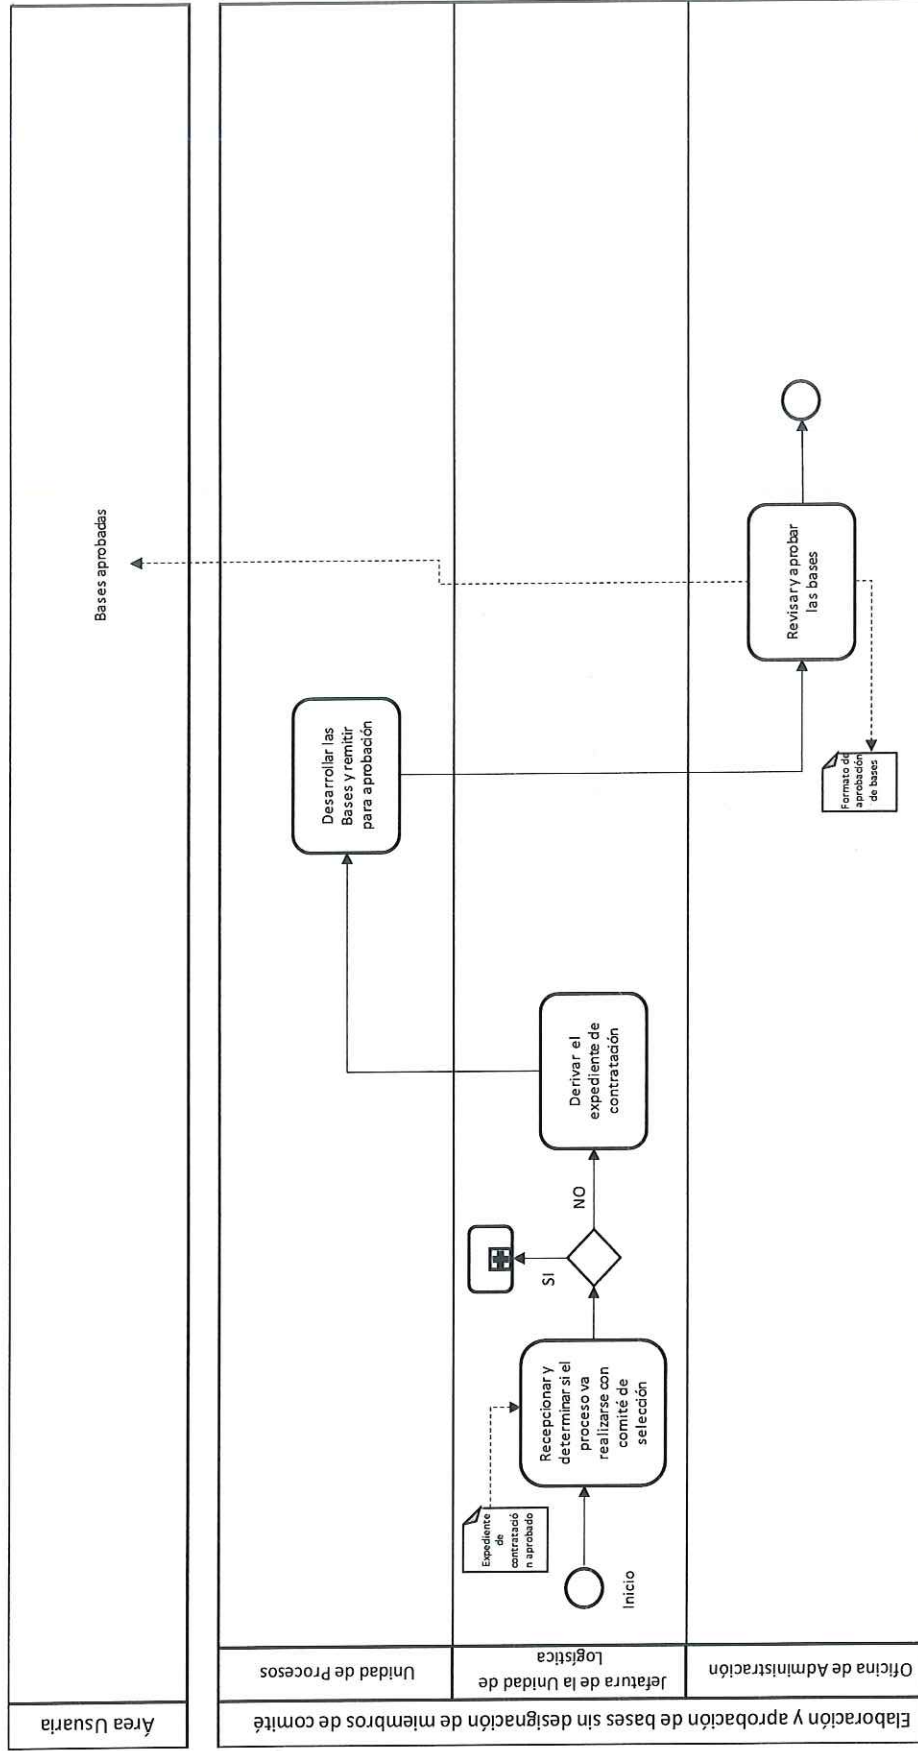 Área Usuaria
Bases aprobadas
Elaboración y aprobación de bases sin designación de miembros de comité
Unidad de Procesos
Jefatura de la Unidad de
Logística
Oficina de Administración
Desarrollar las
Bases y remitir
para aprobación
Expediente
de
contratació
n aprobado
Inicio
Recepcionar y
determinar si el
proceso va
realizarse con
comité de
selección
SI
NO
Derivar el
expediente de
contratación
Revisar y aprobar
las bases
Formato de
aprobación
de bases